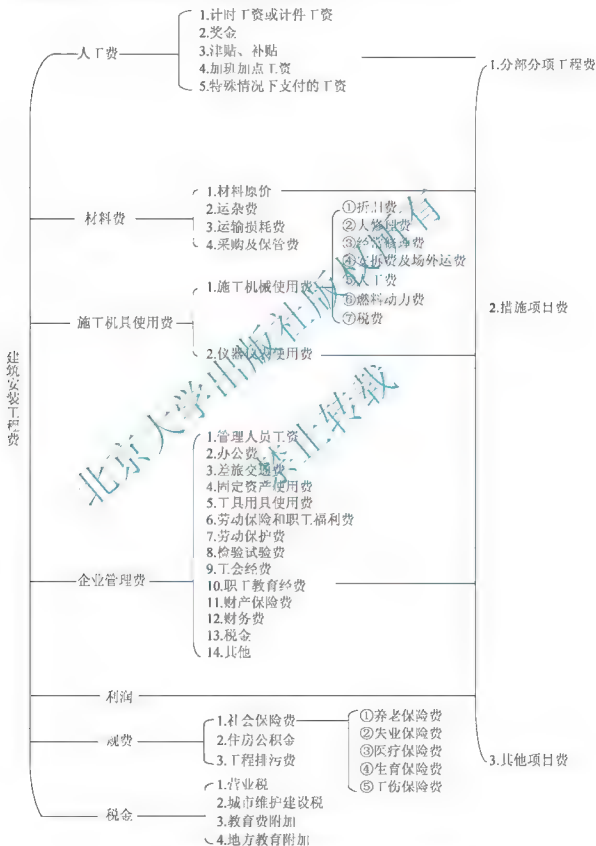 建筑安装工程费
人工费
1.计时工资或计件工资
2.奖金
3.津贴、补贴
4.加班加点工资
5.特殊情况下支付的工资
1.分部分项工程费
材料费
1.材料原价
2.运杂费
3.运输损耗费
4.采购及保管费
施工机具使用费
1.施工机械使用费
①折旧费
②大修理费
③经常修理费
④安拆费及场外运费
⑤人工费
⑥燃料动力费
⑦税费
2.仪器仪表使用费
2.措施项目费
企业管理费
1.管理人员工资
2.办公费
3.差旅交通费
4.固定资产使用费
5.工具用具使用费
6.劳动保险和职工福利费
7.劳动保护费
8.检验试验费
9.工会经费
10.职工教育经费
11.财产保险费
12.财务费
13.税金
14.其他
利润
规费
1.社会保险费
①养老保险费
②失业保险费
③医疗保险费
④生育保险费
⑤工伤保险费
2.住房公积金
3.工程排污费
3.其他项目费
税金
1.营业税
2.城市维护建设税
3.教育费附加
4.地方教育附加
北京大学出版社版权所有
禁止转载